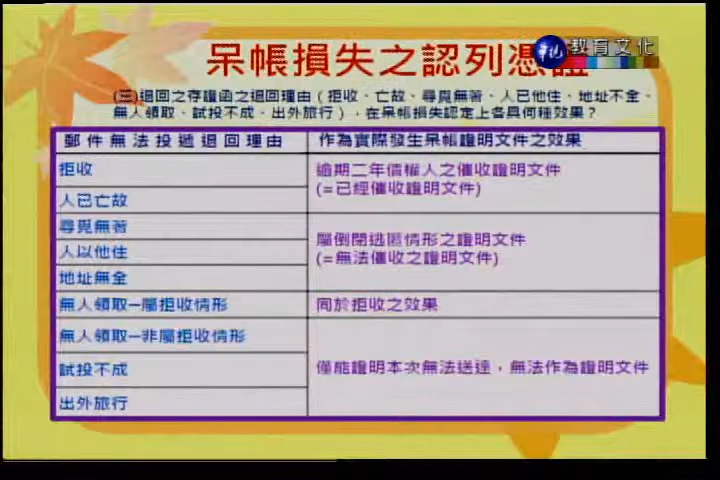 呆帳損失之認列憑證
華視 教育文化
(三)退回之存證函之退回理由（拒收、亡故、尋覓無著、人已他住、地址不全、
無人領取、試投不成、出外旅行），在呆帳損失認定上各具何種效果？
郵件無法投遞退回理由 作為實際發生呆帳證明文件之效果
拒收
逾期二年債權人之催收證明文件
(=已經催收證明文件)
人已亡故
尋覓無著
屬倒閉逃匿情形之證明文件
人以他住
(=無法催收之證明文件)
地址無全
無人領取—屬拒收情形 同於拒收之效果
無人領取—非屬拒收情形
試投不成 僅能證明本次無法送達，無法作為證明文件
出外旅行